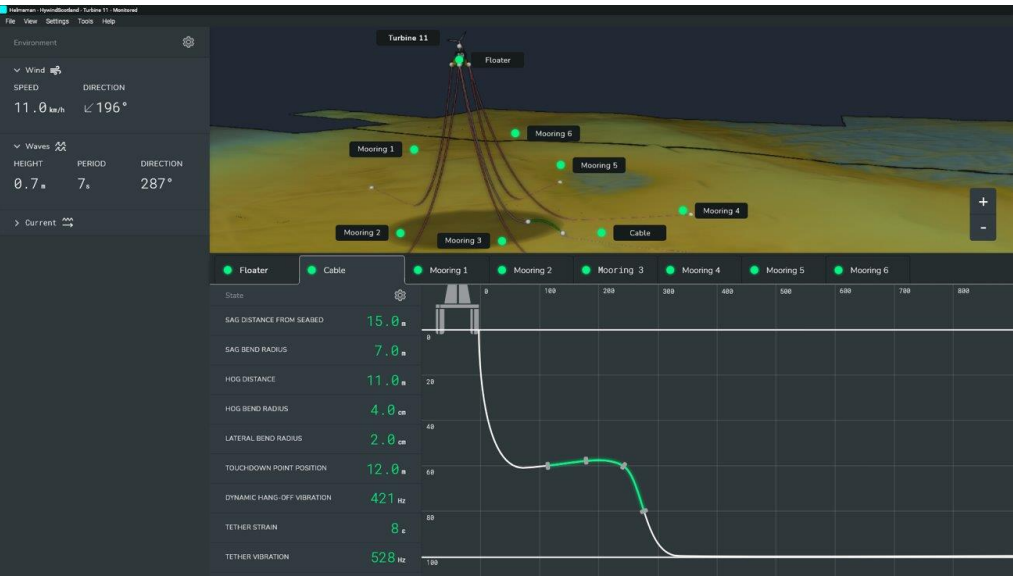 Helmsman - HywindScotland - Turbine 11 - Monitored
File View Settings Tools Help
Environment
Wind
SPEED DIRECTION
11.0 km/h 196°
Waves
HEIGHT PERIOD DIRECTION
0.7 m 7 s 287°
Current
Turbine 11
Floater
Mooring 6
Mooring 1
Mooring 5
Mooring 4
Mooring 2
Cable
Mooring 3
+
-
Floater Cable Mooring 1 Mooring 2 Mooring 3 Mooring 4 Mooring 5 Mooring 6
State
0 100 200 300 400 500 600 700 800
SAG DISTANCE FROM SEABED 15.0 m
SAG BEND RADIUS 7.0 m
HOG DISTANCE 11.0 m
HOG BEND RADIUS 4.0 cm
LATERAL BEND RADIUS 2.0 cm
TOUCHDOWN POINT POSITION 12.0 m
DYNAMIC HANG-OFF VIBRATION 421 Hz
TETHER STRAIN 8 ε
TETHER VIBRATION 528 Hz
0
20
40
60
80
100